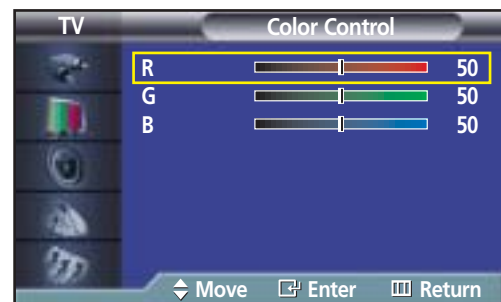 TV Color Control
R 50
G 50
B 50
Move Enter Return